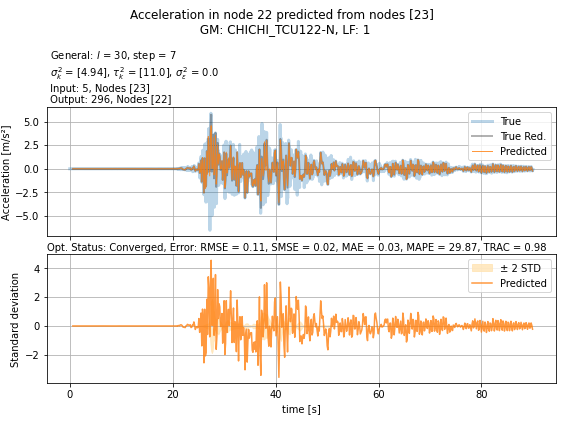 Acceleration in node 22 predicted from nodes [23]
GM: CHICHI_TCU122-N, LF: 1
General: l = 30, step = 7
σ²ₖ = [4.94], τ²ₖ = [11.0], σ²ε = 0.0
Input: 5, Nodes [23]
Output: 296, Nodes [22]
Acceleration [m/s²]
5.0
2.5
0.0
−2.5
−5.0
True
True Red.
Predicted
Opt. Status: Converged, Error: RMSE = 0.11, SMSE = 0.02, MAE = 0.03, MAPE = 29.87, TRAC = 0.98
Standard deviation
4
2
0
−2
± 2 STD
Predicted
0
20
40
60
80
time [s]